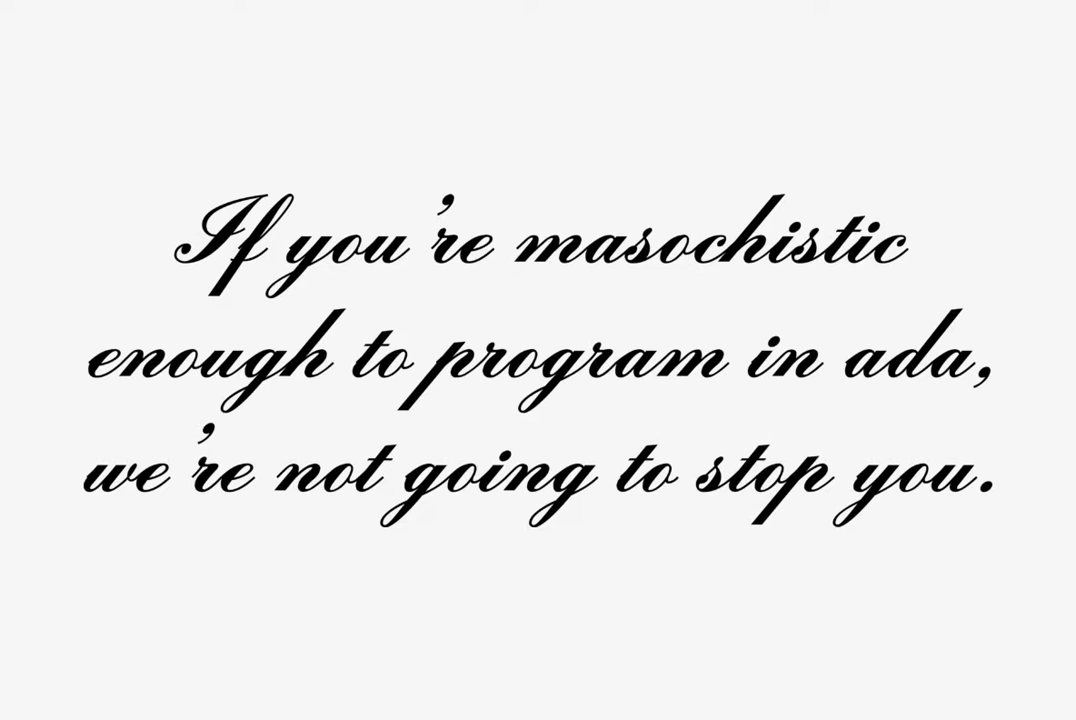 If you're masochistic
enough to program in ada,
we're not going to stop you.